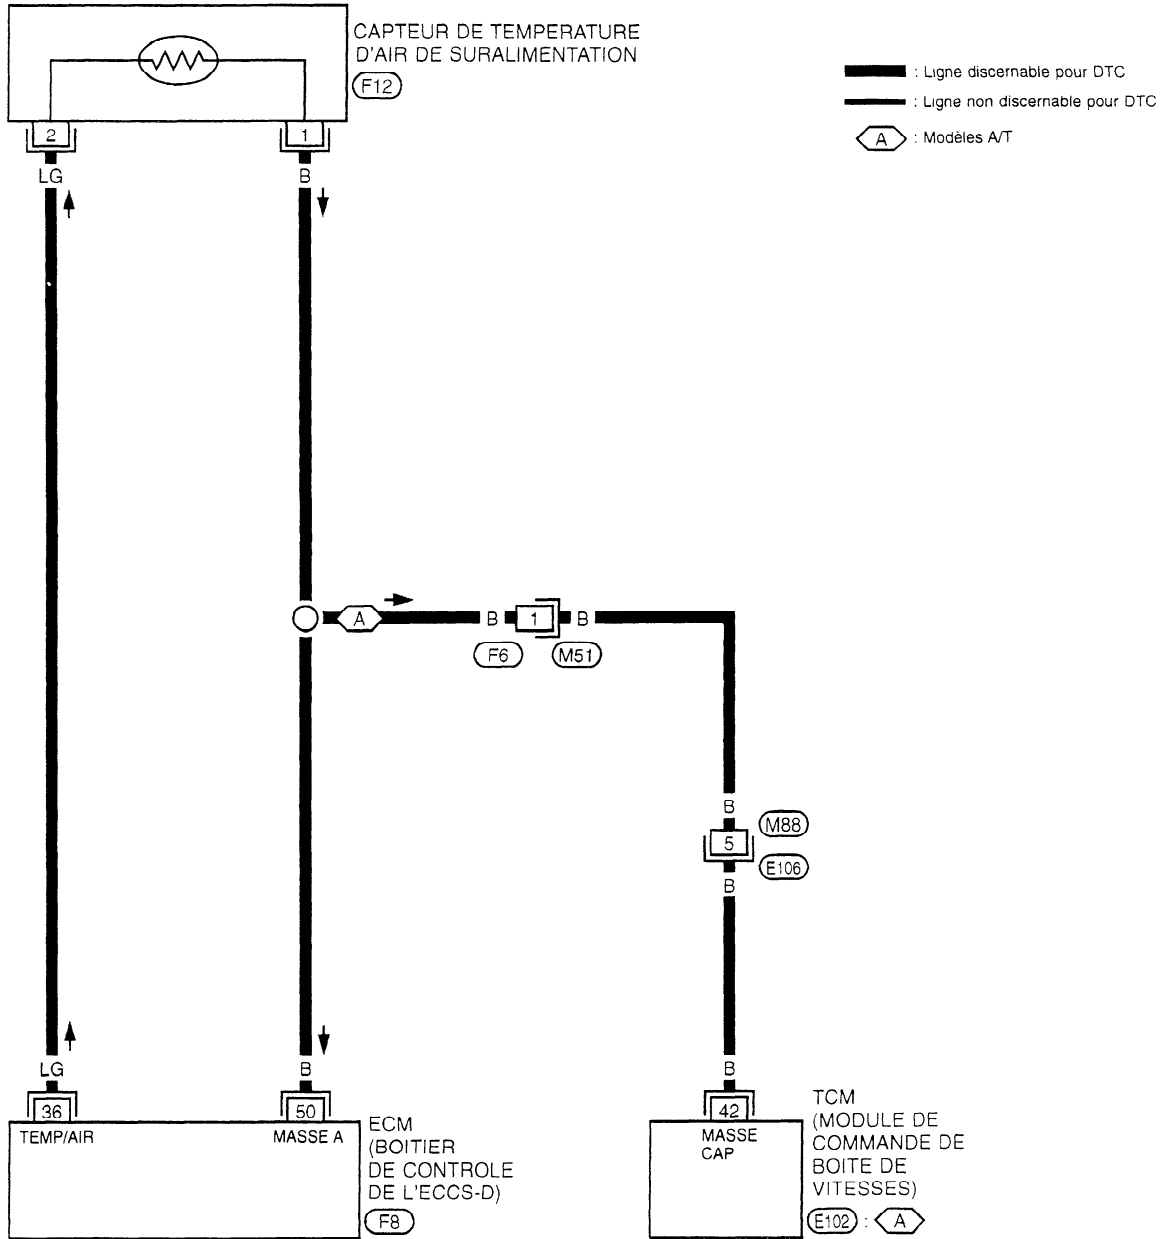 CAPTEUR DE TEMPERATURE
D'AIR DE SURALIMENTATION
F12
: Ligne discernable pour DTC
: Ligne non discernable pour DTC
A : Modèles A/T
2
1
LG
B
A
B
1
B
F6
M51
B
M88
5
E106
B
LG
B
B
36
50
42
TEMP/AIR
MASSE A
ECM
(BOITIER
DE CONTROLE
DE L'ECCS-D)
F8
MASSE
CAP
TCM
(MODULE DE
COMMANDE DE
BOITE DE
VITESSES)
E102 : A